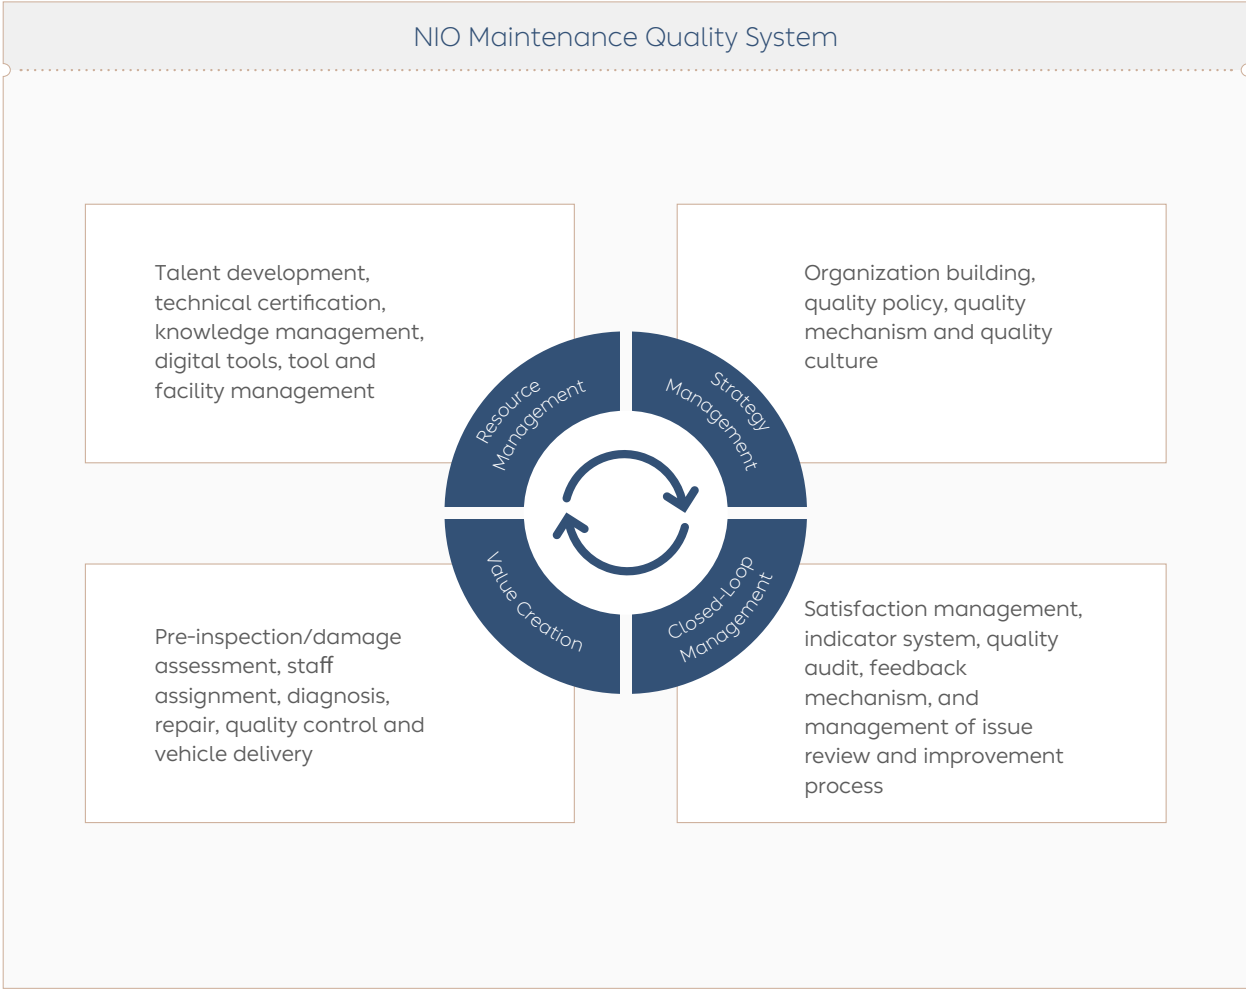 NIO Maintenance Quality System
Talent development,
technical certification,
knowledge management,
digital tools, tool and
facility management
Organization building,
quality policy, quality
mechanism and quality
culture
Resource
Management
Strategy
Management
Value Creation
Closed-Loop
Management
Pre-inspection/damage
assessment, staff
assignment, diagnosis,
repair, quality control and
vehicle delivery
Satisfaction management,
indicator system, quality
audit, feedback
mechanism, and
management of issue
review and improvement
process